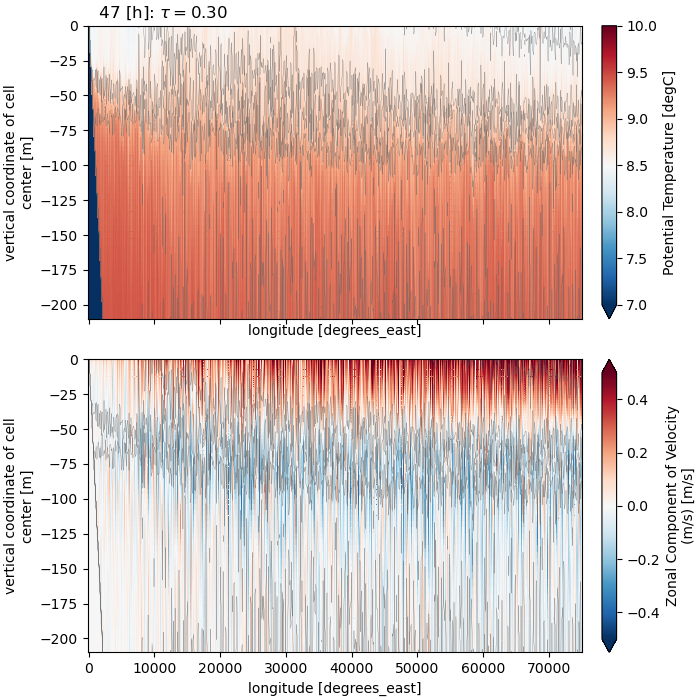 47 [h]: τ = 0.30
0
−25
−50
−75
−100
−125
−150
−175
−200
vertical coordinate of cell
center [m]
longitude [degrees_east]
10.0
9.5
9.0
8.5
8.0
7.5
7.0
Potential Temperature [degC]
0
−25
−50
−75
−100
−125
−150
−175
−200
vertical coordinate of cell
center [m]
0 10000 20000 30000 40000 50000 60000 70000
longitude [degrees_east]
0.4
0.2
0.0
−0.2
−0.4
Zonal Component of Velocity
(m/s) [m/s]